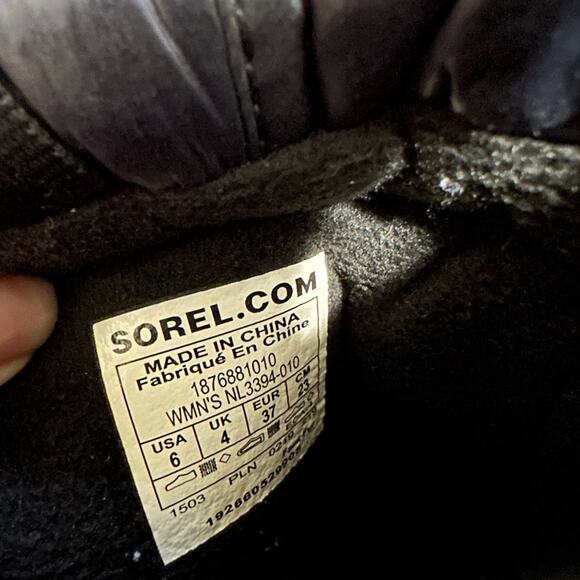 SOREL.COM
MADE IN CHINA
Fabriqué En Chine
1876881010
WMN'S NL3394-010
USA UK EUR CM
6 4 37 23
1503 PLN